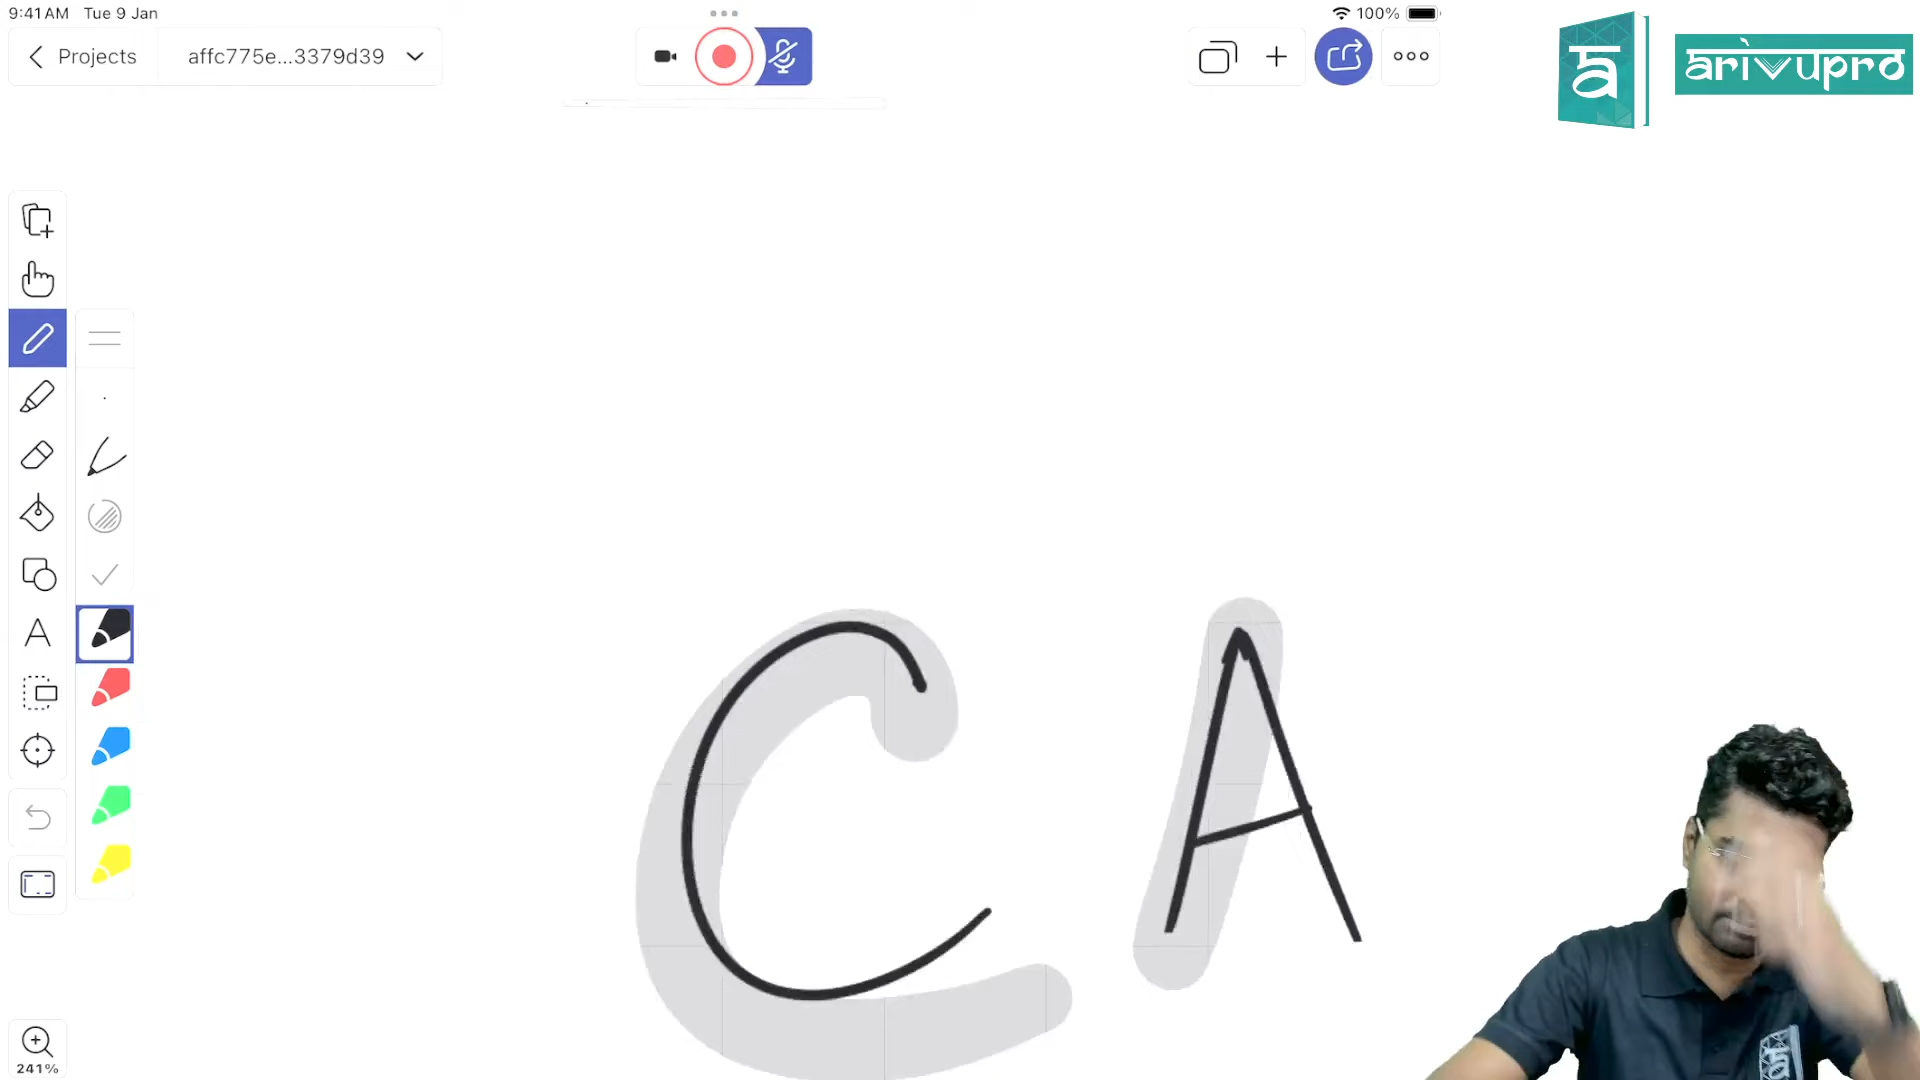 9:41 AM Tue 9 Jan
100%
Projects
affc775e...3379d39
ā
arivupro
A
CA
241%